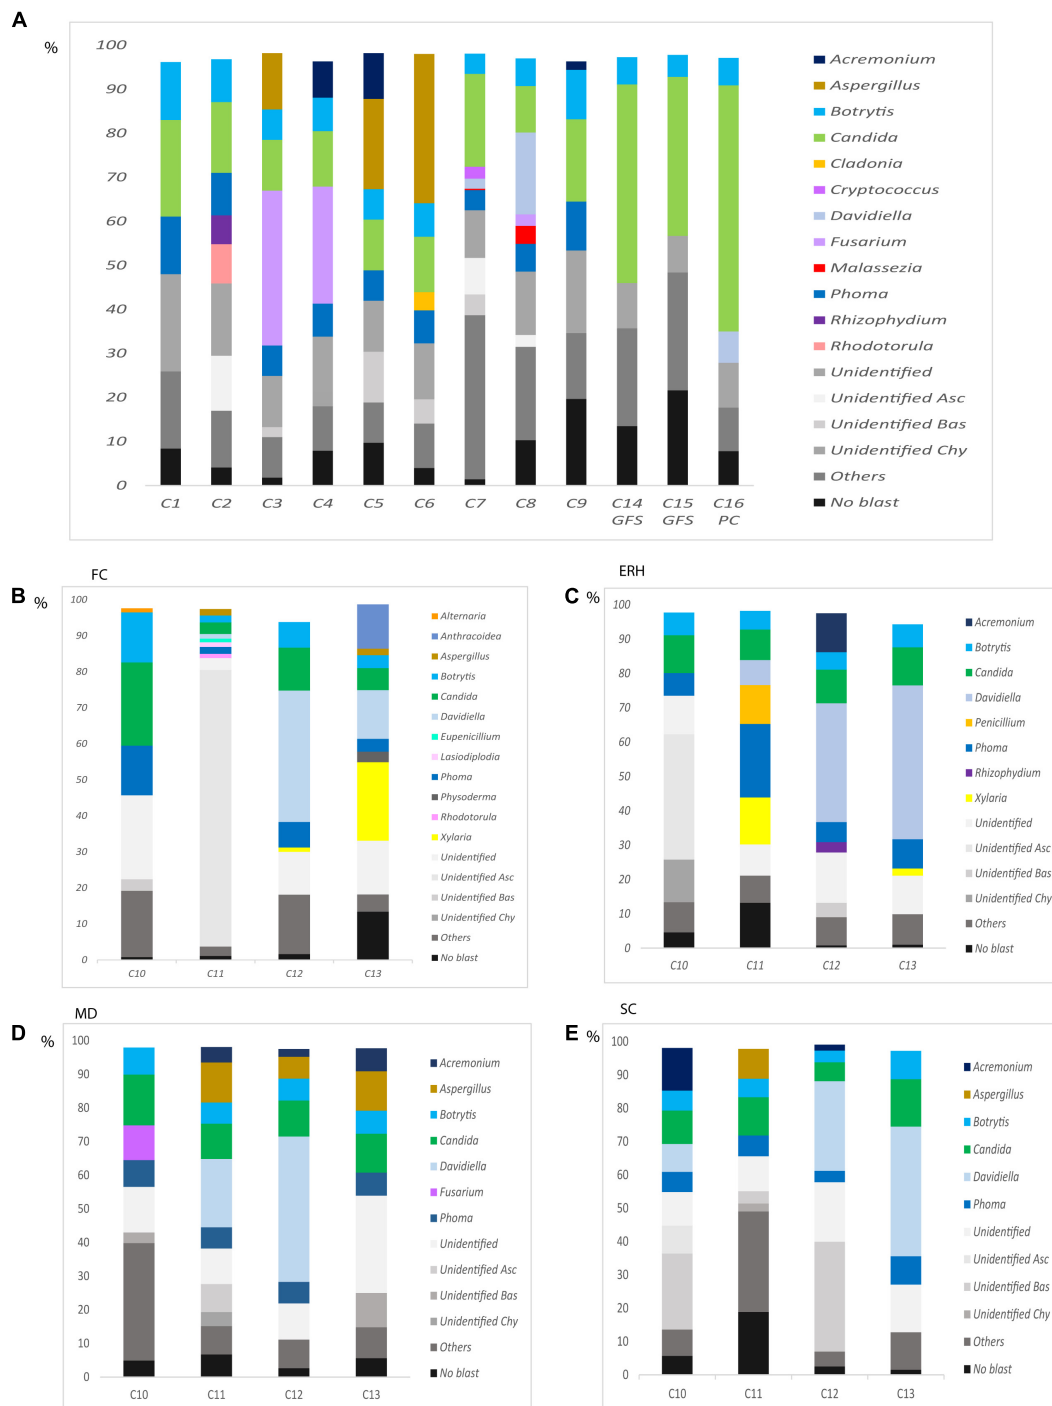 A
%
100
90
80
70
60
50
40
30
20
10
0
C1 C2 C3 C4 C5 C6 C7 C8 C9 C14 C15 C16
GFS GFS PC
Acremonium
Aspergillus
Botrytis
Candida
Cladonia
Cryptococcus
Davidiella
Fusarium
Malassezia
Phoma
Rhizophydium
Rhodotorula
Unidentified
Unidentified Asc
Unidentified Bas
Unidentified Chy
Others
No blast
FC
B %
100
90
80
70
60
50
40
30
20
10
0
C10 C11 C12 C13
Alternaria
Anthracoidea
Aspergillus
Botrytis
Candida
Davidiella
Eupenicillium
Lasiodiplodia
Phoma
Physoderma
Rhodotorula
Xylaria
Unidentified
Unidentified Asc
Unidentified Bas
Unidentified Chy
Others
No blast
ERH
C %
100
90
80
70
60
50
40
30
20
10
0
C10 C11 C12 C13
Acremonium
Botrytis
Candida
Davidiella
Penicillium
Phoma
Rhizophydium
Xylaria
Unidentified
Unidentified Asc
Unidentified Bas
Unidentified Chy
Others
No blast
MD
D %
100
90
80
70
60
50
40
30
20
10
0
C10 C11 C12 C13
Acremonium
Aspergillus
Botrytis
Candida
Davidiella
Fusarium
Phoma
Unidentified
Unidentified Asc
Unidentified Bas
Unidentified Chy
Others
No blast
SC
E %
100
90
80
70
60
50
40
30
20
10
0
C10 C11 C12 C13
Acremonium
Aspergillus
Botrytis
Candida
Davidiella
Phoma
Unidentified
Unidentified Asc
Unidentified Bas
Unidentified Chy
Others
No blast